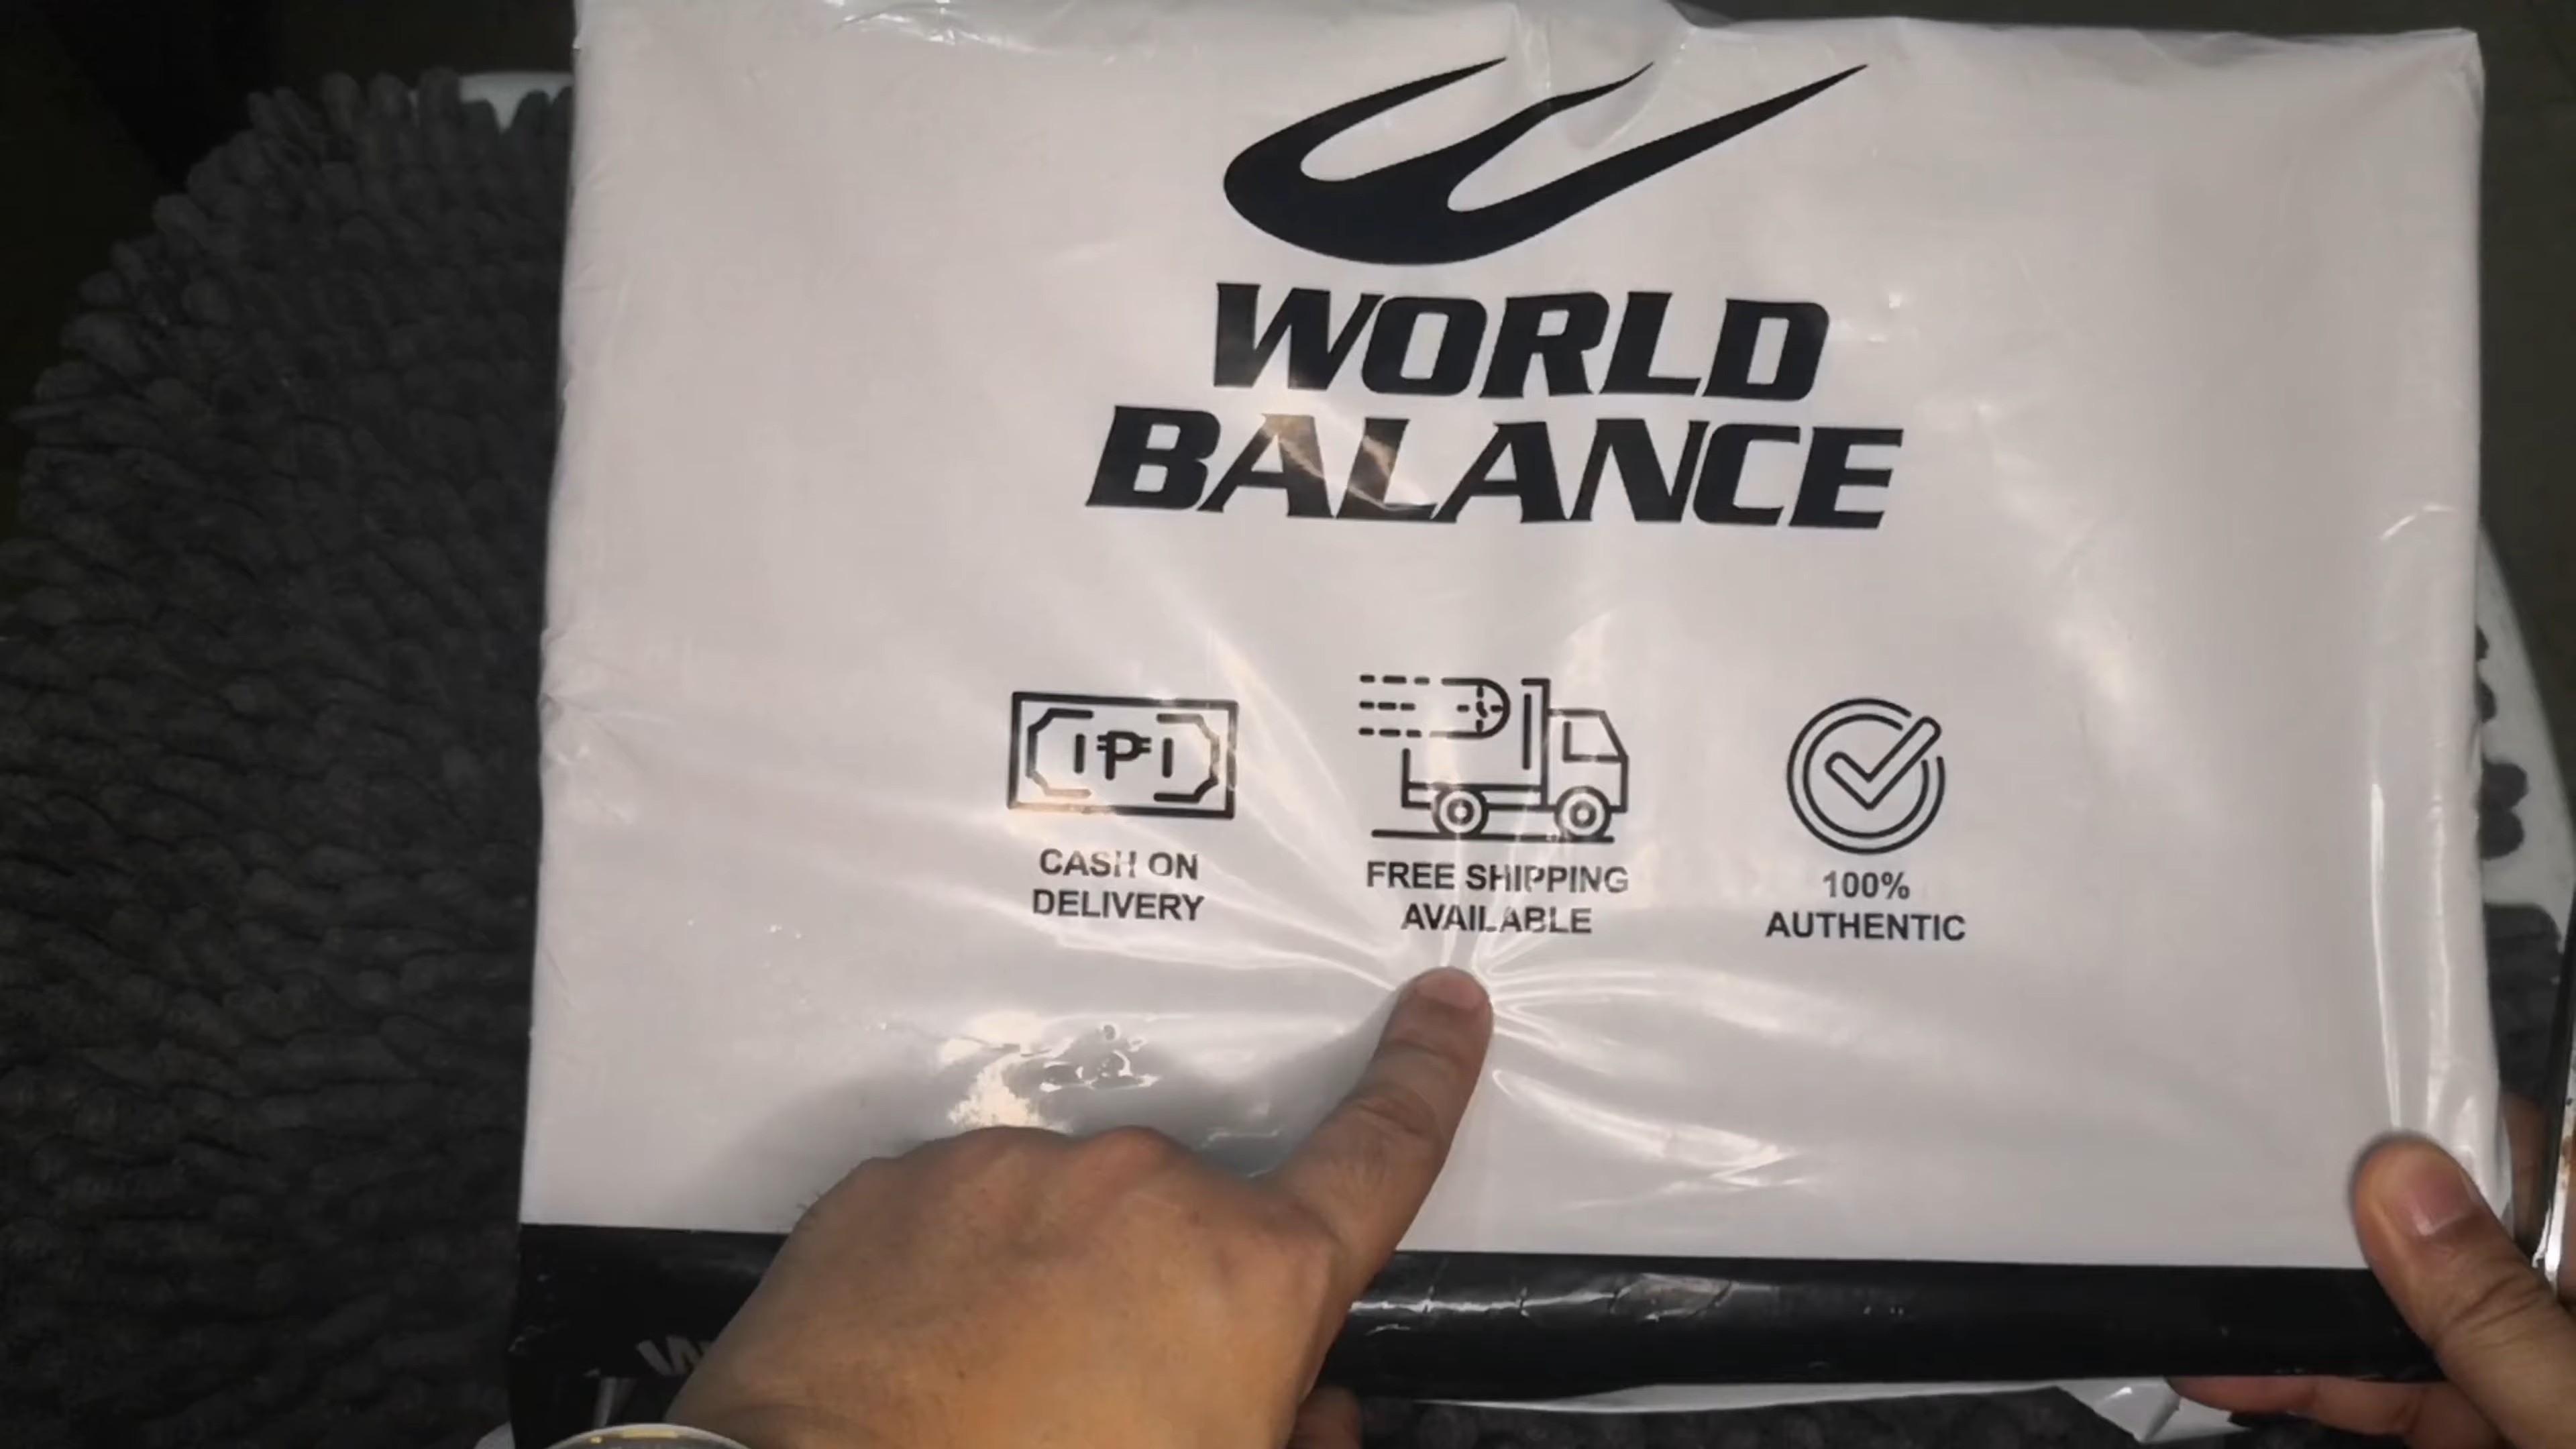 WORLD
BALANCE
₱
CASH ON
DELIVERY
FREE SHIPPING
AVAILABLE
100%
AUTHENTIC